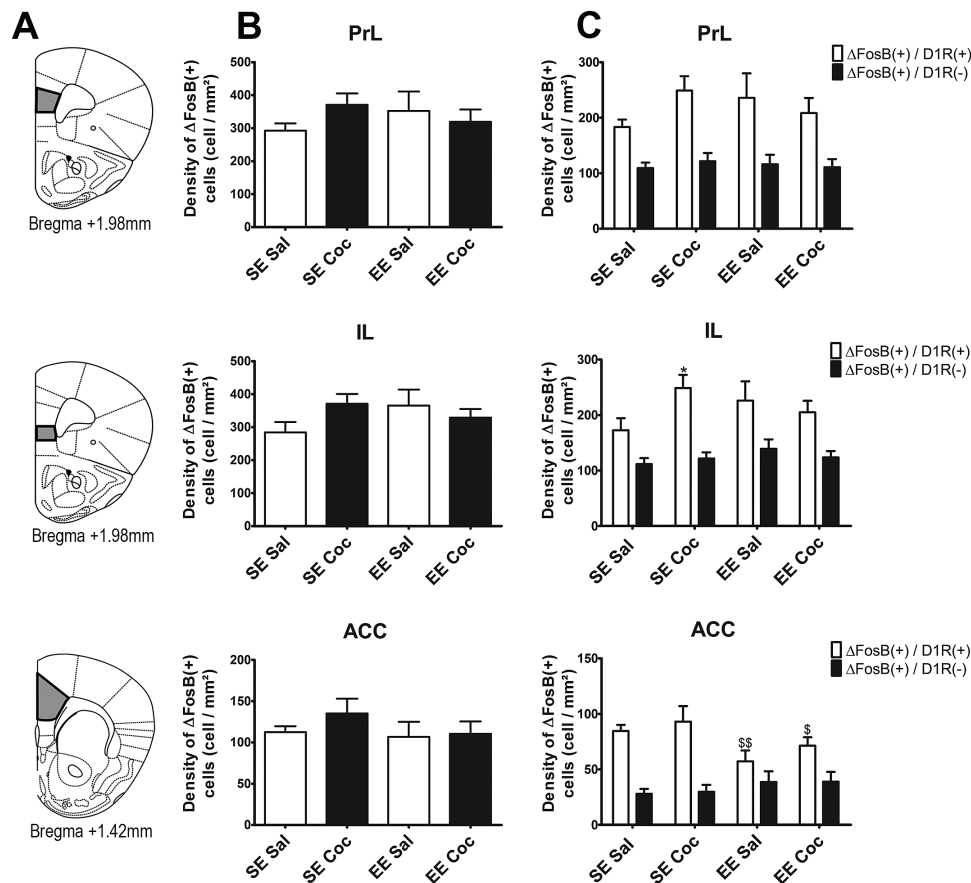 A
B
C
Bregma +1.98mm
PrL
Density of ΔFosB(+)
cells (cell / mm²)
500
400
300
200
100
0
SE Sal
SE Coc
EE Sal
EE Coc
PrL
ΔFosB(+) / D1R(+)
ΔFosB(+) / D1R(-)
Density of ΔFosB(+)
cells (cell / mm²)
300
200
100
0
SE Sal
SE Coc
EE Sal
EE Coc
Bregma +1.98mm
IL
Density of ΔFosB(+)
cells (cell / mm²)
500
400
300
200
100
0
SE Sal
SE Coc
EE Sal
EE Coc
IL
ΔFosB(+) / D1R(+)
ΔFosB(+) / D1R(-)
Density of ΔFosB(+)
cells (cell / mm²)
300
200
100
0
*
SE Sal
SE Coc
EE Sal
EE Coc
Bregma +1.42mm
ACC
Density of ΔFosB(+)
cells (cell / mm²)
200
150
100
50
0
SE Sal
SE Coc
EE Sal
EE Coc
ACC
ΔFosB(+) / D1R(+)
ΔFosB(+) / D1R(-)
Density of ΔFosB(+)
cells (cell / mm²)
150
100
50
0
$$
$
SE Sal
SE Coc
EE Sal
EE Coc